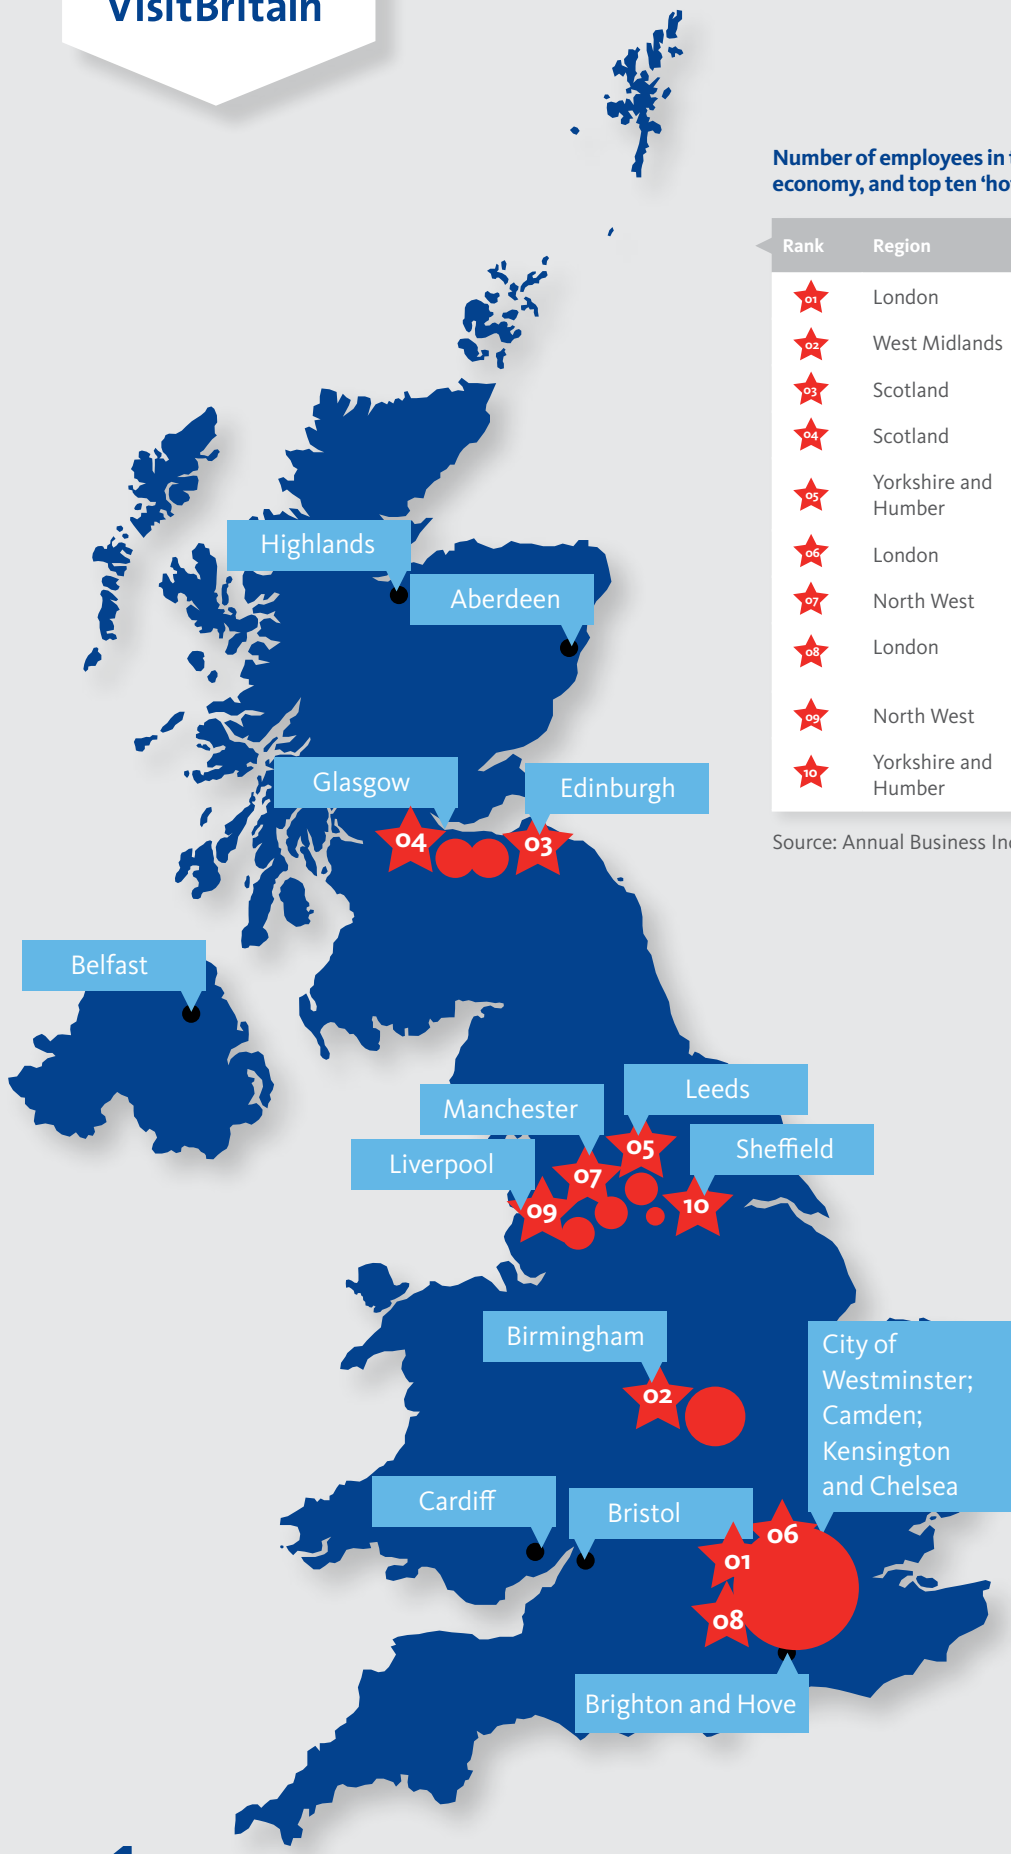 VisitBritain
Number of employees in
economy, and top ten
Rank Region
01 London
02 West Midlands
03 Scotland
04 Scotland
05 Yorkshire and
Humber
06 London
07 North West
08 London
09 North West
10 Yorkshire and
Humber
Source: Annual Business
Highlands
Aberdeen
Glasgow
Edinburgh
04
03
Belfast
Leeds
Manchester
Sheffield
Liverpool
05
07
09
10
Birmingham
02
City of
Westminster;
Camden;
Kensington
and Chelsea
Cardiff
Bristol
06
01
08
Brighton and Hove